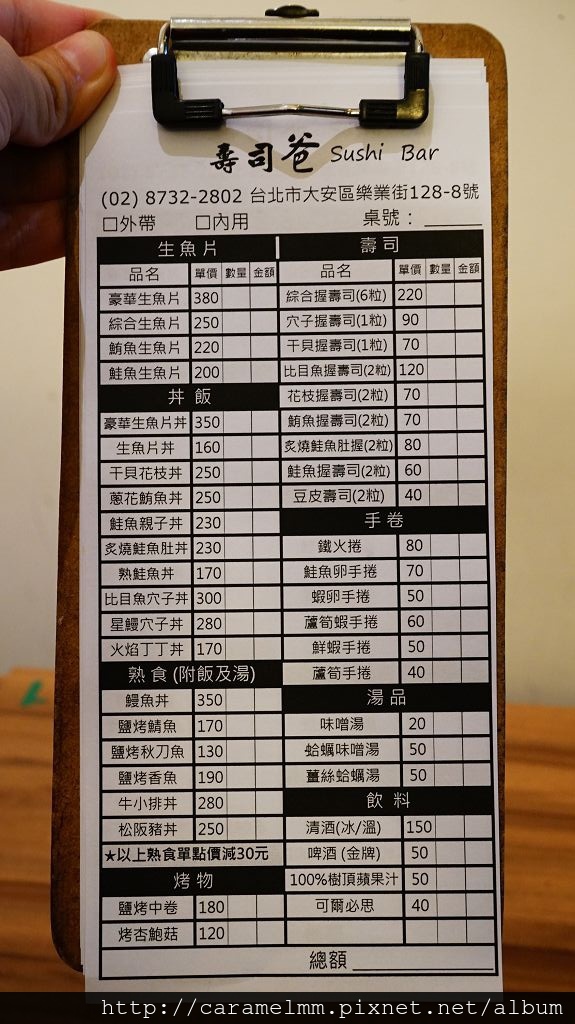 壽司爸 Sushi Bar
(02) 8732-2802 台北市大安區樂業街128-8號
□外帶 □內用 桌號：
生魚片
品名 單價 數量 金額
豪華生魚片 380
綜合生魚片 250
鮪魚生魚片 220
鮭魚生魚片 200
丼飯
豪華生魚片丼 350
生魚片丼 160
干貝花枝丼 250
蔥花鮪魚丼 250
鮭魚親子丼 230
炙燒鮭魚肚丼 230
熟鮭魚丼 170
比目魚穴子丼 300
星鰻穴子丼 280
火焰丁丁丼 170
熟食(附飯及湯)
鰻魚丼 350
鹽烤鯖魚 170
鹽烤秋刀魚 130
鹽烤香魚 190
牛小排丼 280
松阪豬丼 250
★以上熟食單點價減30元
烤物
鹽烤中卷 180
烤杏鮑菇 120
壽司
品名 單價 數量 金額
綜合握壽司(6粒) 220
穴子握壽司(1粒) 90
干貝握壽司(1粒) 70
比目魚握壽司(2粒) 120
花枝握壽司(2粒) 70
鮪魚握壽司(2粒) 70
炙燒鮭魚肚握(2粒) 80
鮭魚握壽司(2粒) 60
豆皮壽司(2粒) 40
手卷
鐵火捲 80
鮭魚卵手捲 70
蝦卵手捲 50
蘆筍蝦手捲 60
鮮蝦手捲 50
蘆筍手捲 40
湯品
味噌湯 20
蛤蠣味噌湯 50
薑絲蛤蠣湯 50
飲料
清酒(冰/溫) 150
啤酒 (金牌) 50
100%樹頂蘋果汁 50
可爾必思 40
總額
http://caramelmm.pixnet.net/album